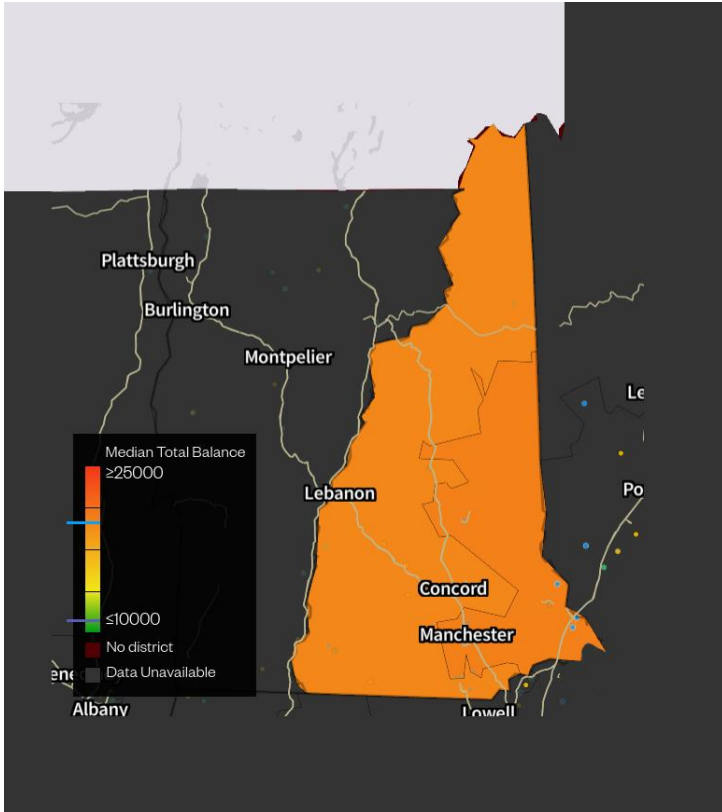 Plattsburgh
Burlington
Montpelier
Le
Median Total Balance
≥25000
Lebanon
Po
Concord
≤10000
Manchester
No district
Data Unavailable
ene
Albany
Lowell